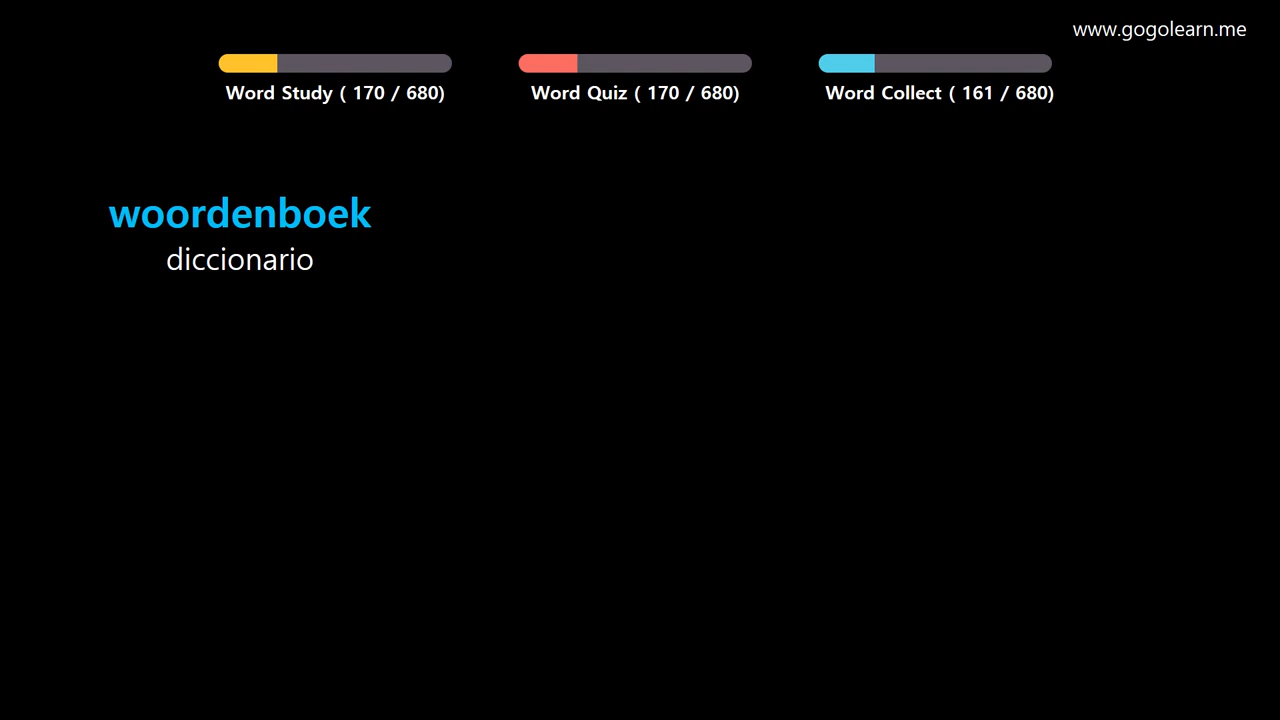 www.gogolearn.me
Word Study ( 170 / 680)
Word Quiz ( 170 / 680)
Word Collect ( 161 / 680)
woordenboek
diccionario